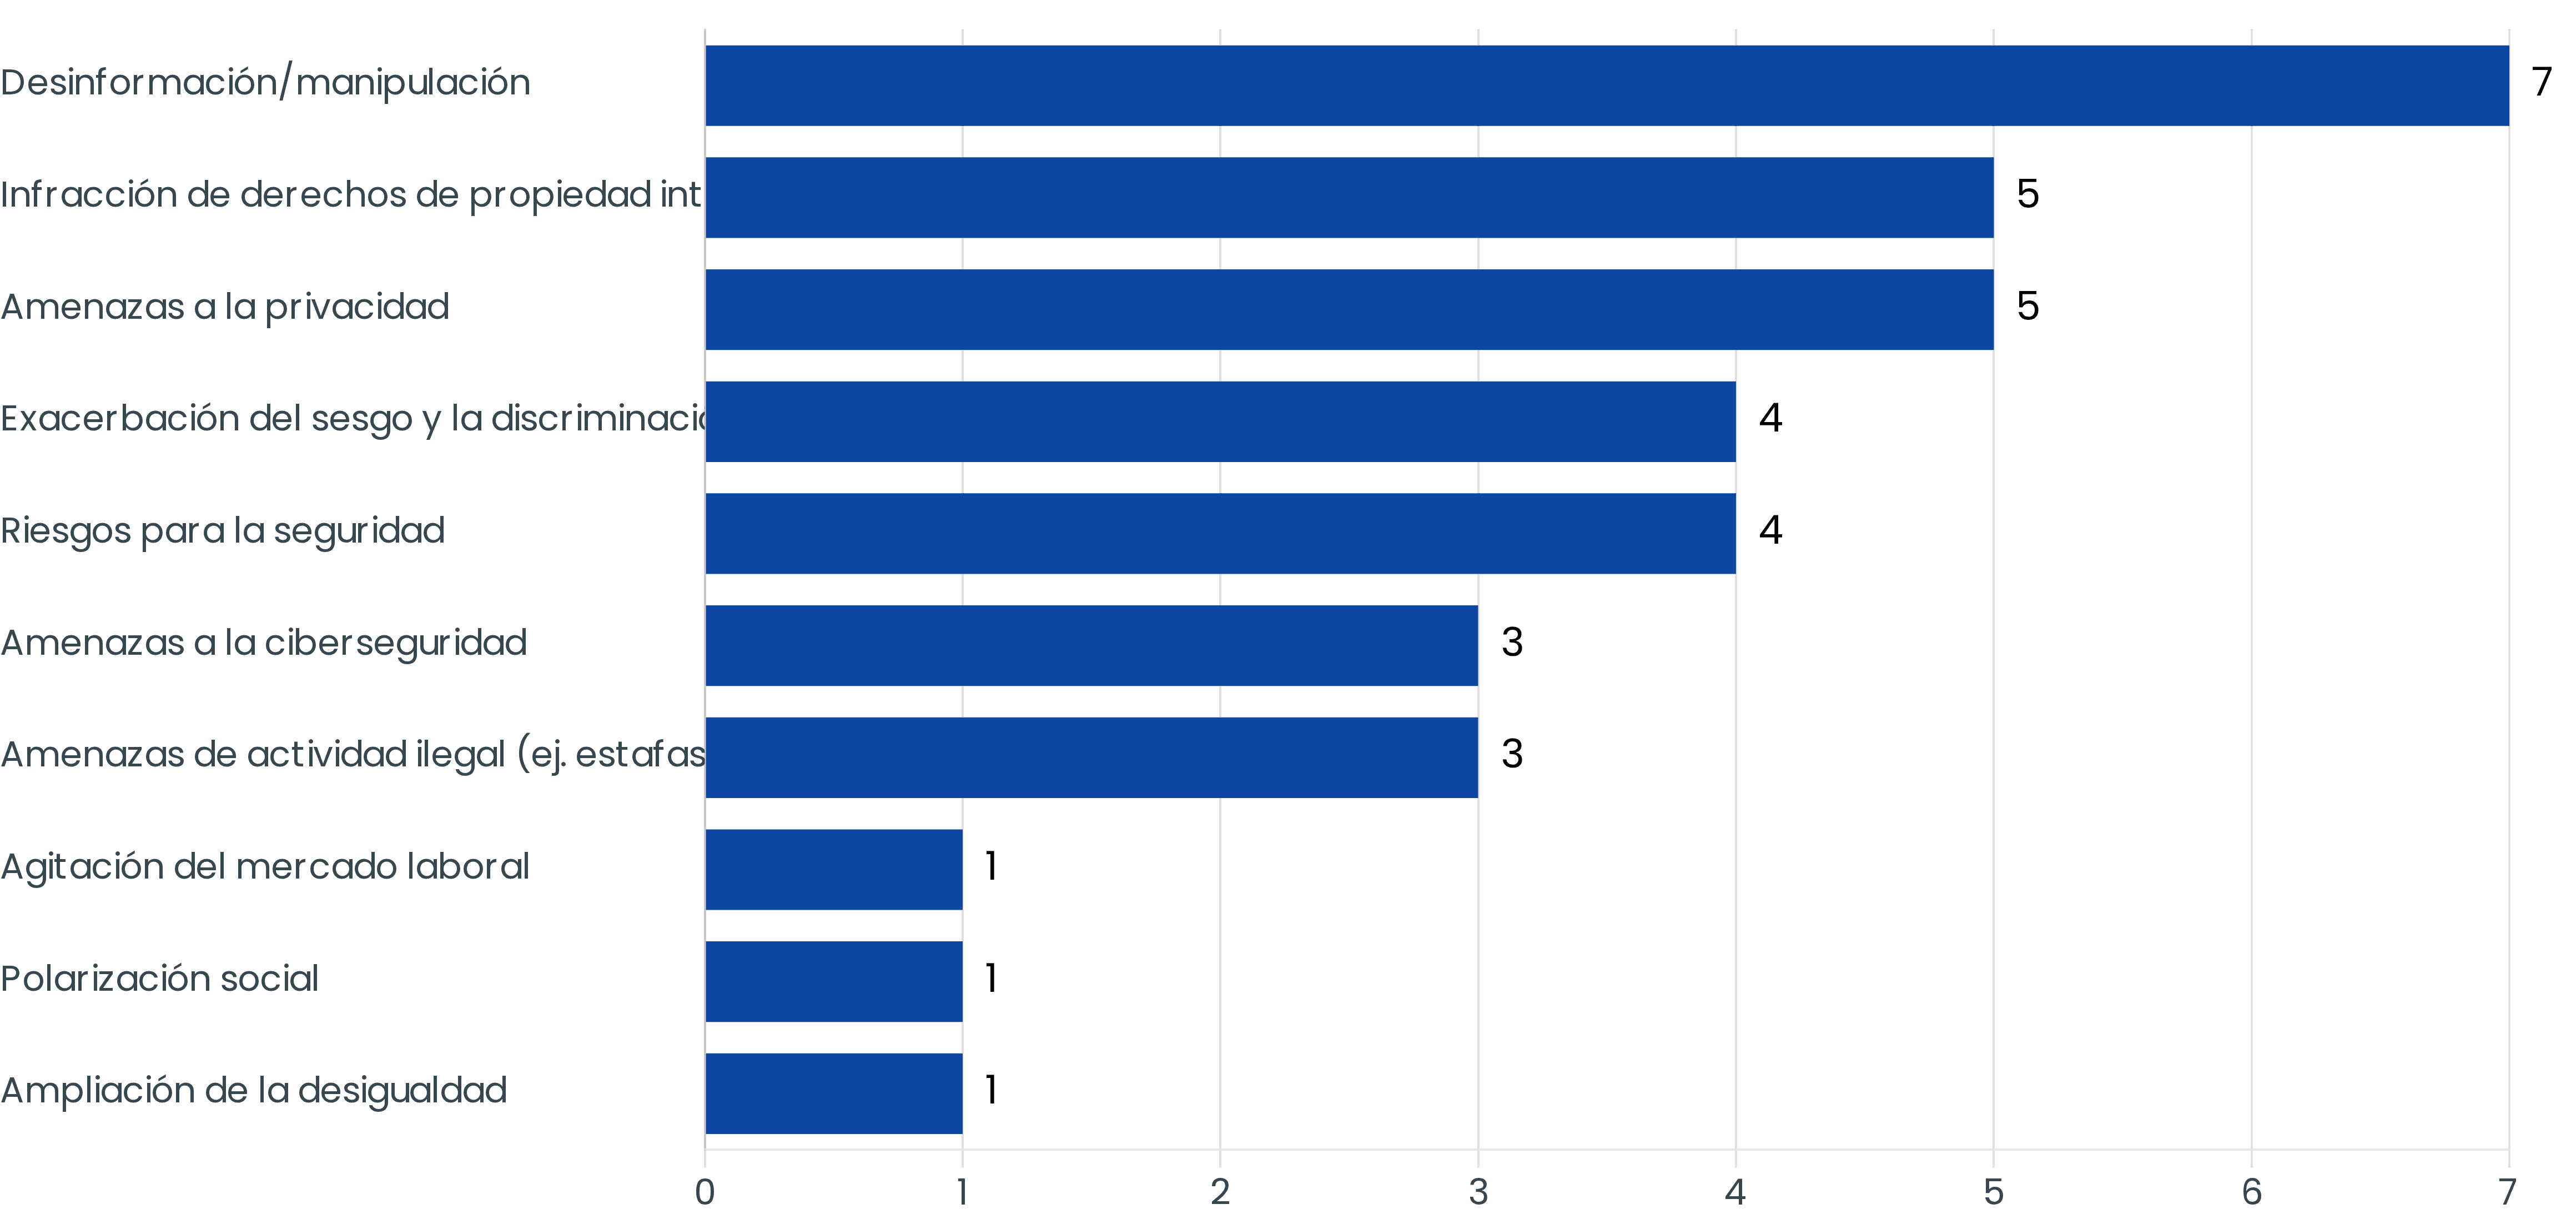 Desinformación/manipulación 7
Infracción de derechos de propiedad int 5
Amenazas a la privacidad 5
Exacerbación del sesgo y la discriminaci 4
Riesgos para la seguridad 4
Amenazas a la ciberseguridad 3
Amenazas de actividad ilegal (ej. estafas 3
Agitación del mercado laboral 1
Polarización social 1
Ampliación de la desigualdad 1
0 1 2 3 4 5 6 7